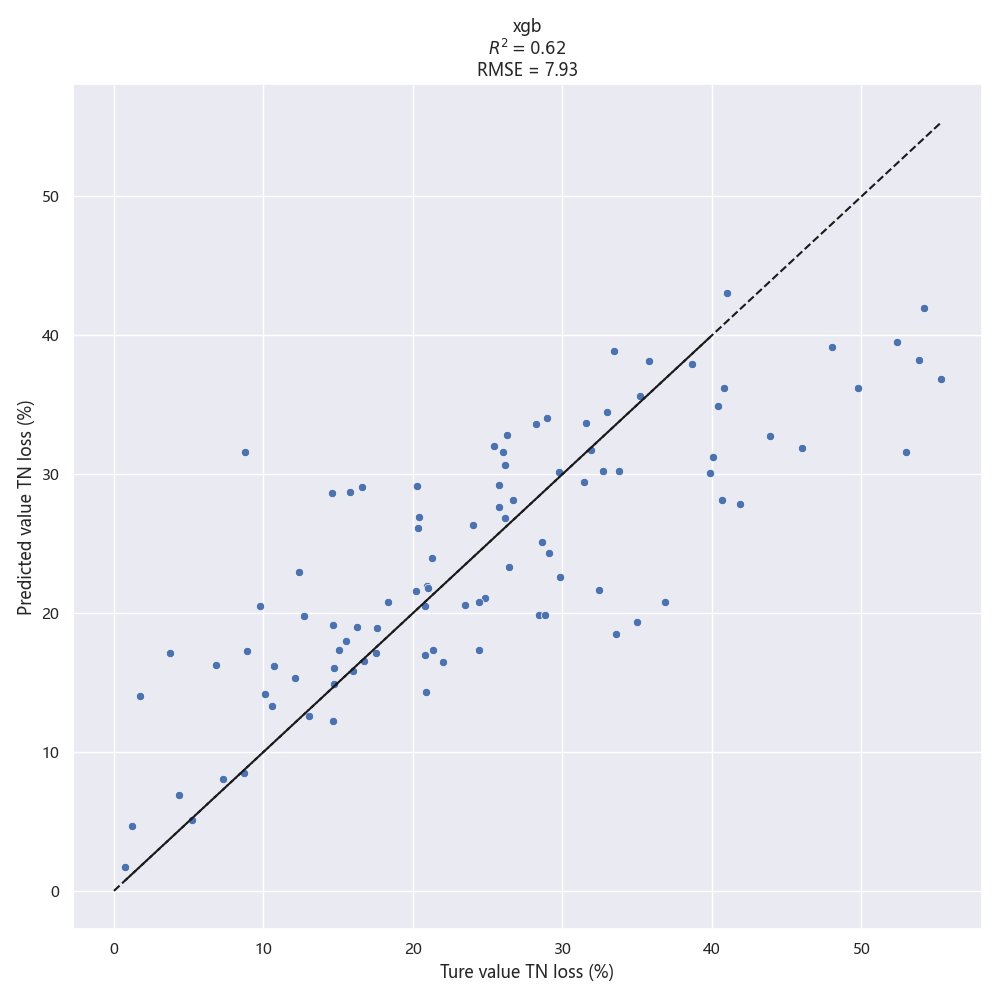 xgb
R² = 0.62
RMSE = 7.93
Predicted value TN loss (%)
50
40
30
20
10
0
0 10 20 30 40 50
Ture value TN loss (%)